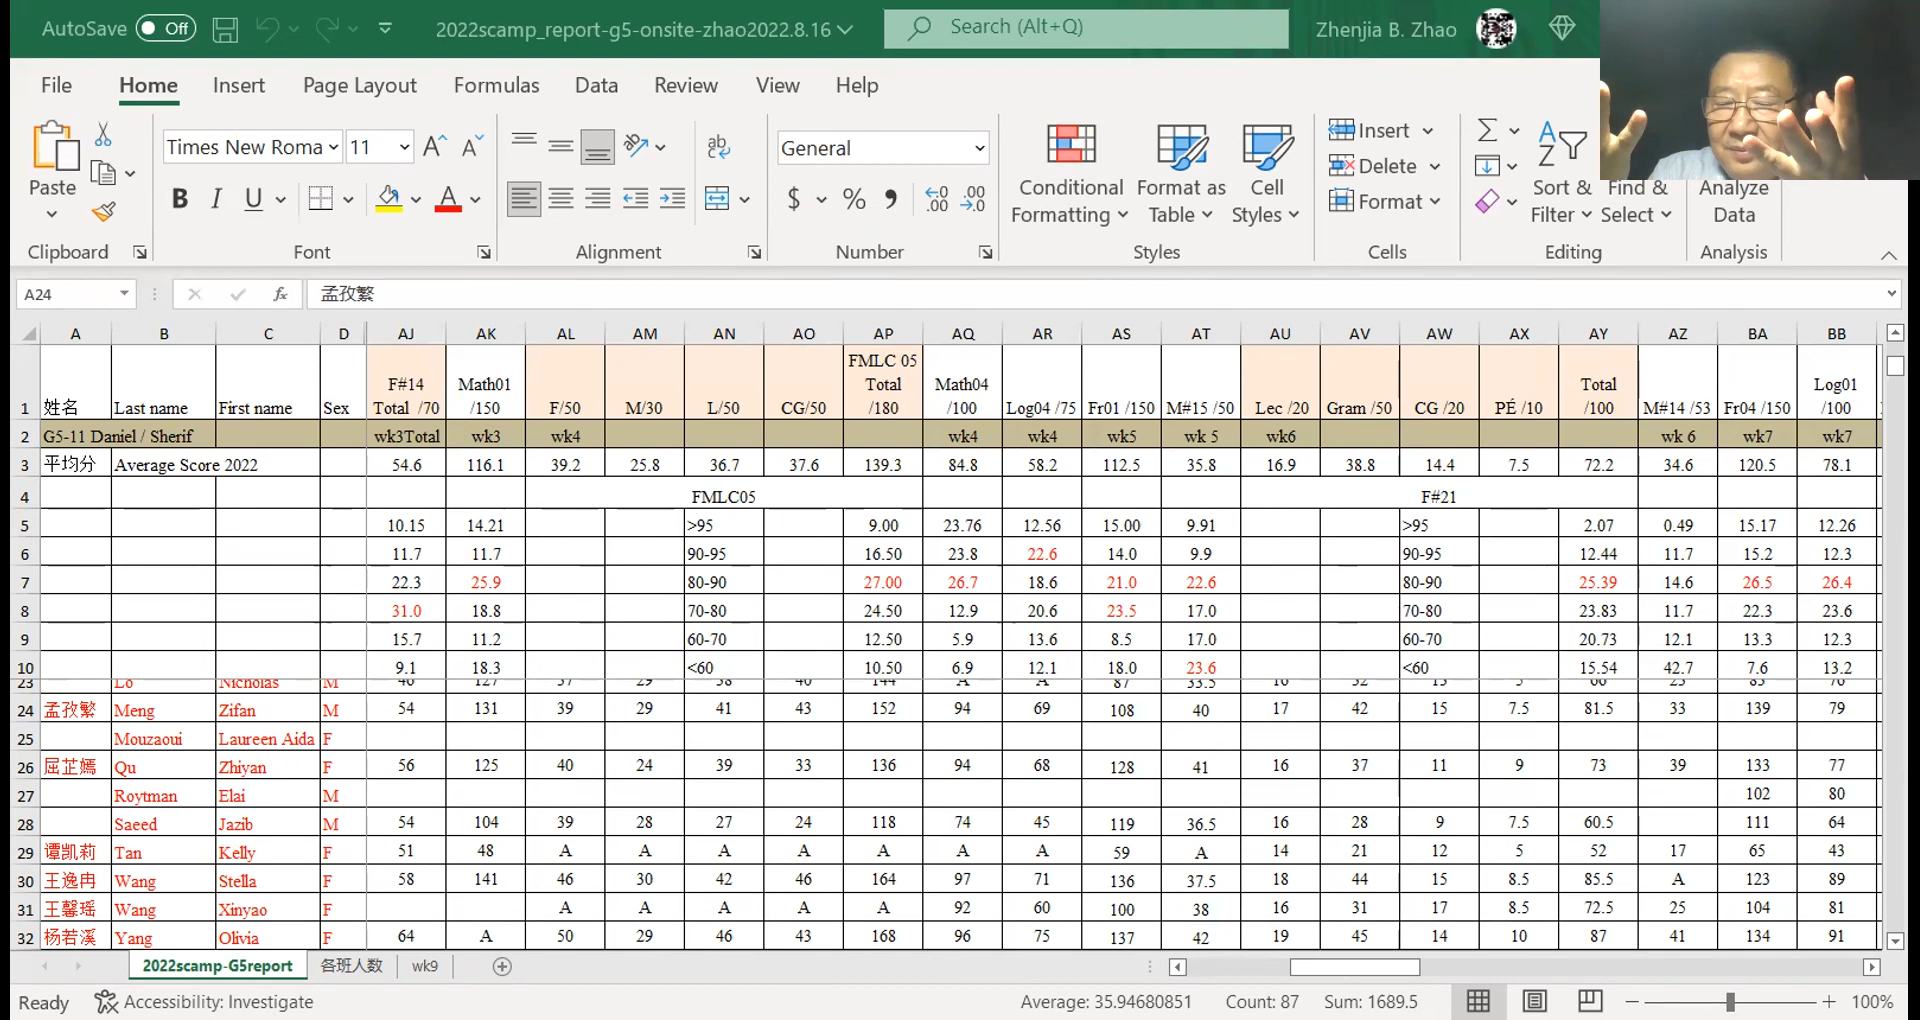 AutoSave Off 2022scamp_report-g5-onsite-zhao2022.8.16 Search (Alt+Q) Zhenjia B. Zhao
File Home Insert Page Layout Formulas Data Review View Help
Paste Times New Roma 11 General Conditional Formatting Format as Table Cell Styles Insert Delete Format Sort & Filter Find & Select Analyze Data
Clipboard Font Alignment Number Styles Cells Editing Analysis
A24 fx 孟孜繁
A B C D AJ AK AL AM AN AO AP AQ AR AS AT AU AV AW AX AY AZ BA BB
1 姓名 Last name First name Sex F#14 Total /70 Math01 /150 F/50 M/30 L/50 CG/50 FMLC 05 Total /180 Math04 /100 Log04 /75 Fr01 /150 M#15 /50 Lec /20 Gram /50 CG /20 PÉ /10 Total /100 M#14 /53 Fr04 /150 Log01 /100
2 G5-11 Daniel / Sherif wk3Total wk3 wk4 wk4 wk4 wk5 wk 5 wk6 wk 6 wk7 wk7
3 平均分 Average Score 2022 54.6 116.1 39.2 25.8 36.7 37.6 139.3 84.8 58.2 112.5 35.8 16.9 38.8 14.4 7.5 72.2 34.6 120.5 78.1
4 FMLC05 F#21
5 10.15 14.21 >95 9.00 23.76 12.56 15.00 9.91 >95 2.07 0.49 15.17 12.26
6 11.7 11.7 90-95 16.50 23.8 22.6 14.0 9.9 90-95 12.44 11.7 15.2 12.3
7 22.3 25.9 80-90 27.00 26.7 18.6 21.0 22.6 80-90 25.39 14.6 26.5 26.4
8 31.0 18.8 70-80 24.50 12.9 20.6 23.5 17.0 70-80 23.83 11.7 22.3 23.6
9 15.7 11.2 60-70 12.50 5.9 13.6 8.5 17.0 60-70 20.73 12.1 13.3 12.3
10 9.1 18.3 <60 10.50 6.9 12.1 18.0 23.6 <60 15.54 42.7 7.6 13.2
23 Lo Nicholas M A A 87 33.5
24 孟孜繁 Meng Zifan M 54 131 39 29 41 43 152 94 69 108 40 17 42 15 7.5 81.5 33 139 79
25 Mouzaoui Laureen Aida F
26 屈芷嫣 Qu Zhiyan F 56 125 40 24 39 33 136 94 68 128 41 16 37 11 9 73 39 133 77
27 Roytman Elai M 102 80
28 Saeed Jazib M 54 104 39 28 27 24 118 74 45 119 36.5 16 28 9 7.5 60.5 111 64
29 谭凯莉 Tan Kelly F 51 48 A A A A A A A 59 A 14 21 12 5 52 17 65 43
30 王逸冉 Wang Stella F 58 141 46 30 42 46 164 97 71 136 37.5 18 44 15 8.5 85.5 A 123 89
31 王馨瑶 Wang Xinyao F A A A A A 92 60 100 38 16 31 17 8.5 72.5 25 104 81
32 杨若溪 Yang Olivia F 64 A 50 29 46 43 168 96 75 137 42 19 45 14 10 87 41 134 91
2022scamp-G5report 各班人数 wk9
Ready Accessibility: Investigate Average: 35.94680851 Count: 87 Sum: 1689.5 100%